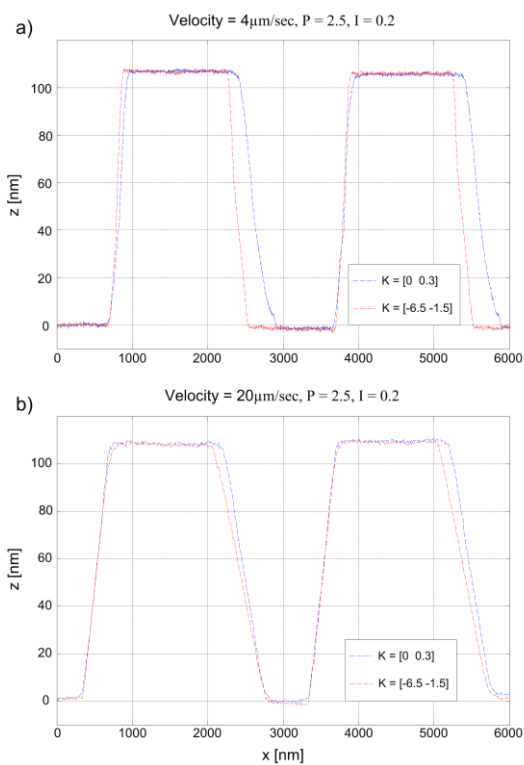 a)
Velocity = 4µm/sec, P = 2.5, I = 0.2
z [nm]
100
80
60
40
20
0
K = [0 0.3]
K = [-6.5 -1.5]
0 1000 2000 3000 4000 5000 6000
b)
Velocity = 20µm/sec, P = 2.5, I = 0.2
z [nm]
100
80
60
40
20
0
K = [0 0.3]
K = [-6.5 -1.5]
0 1000 2000 3000 4000 5000 6000
x [nm]